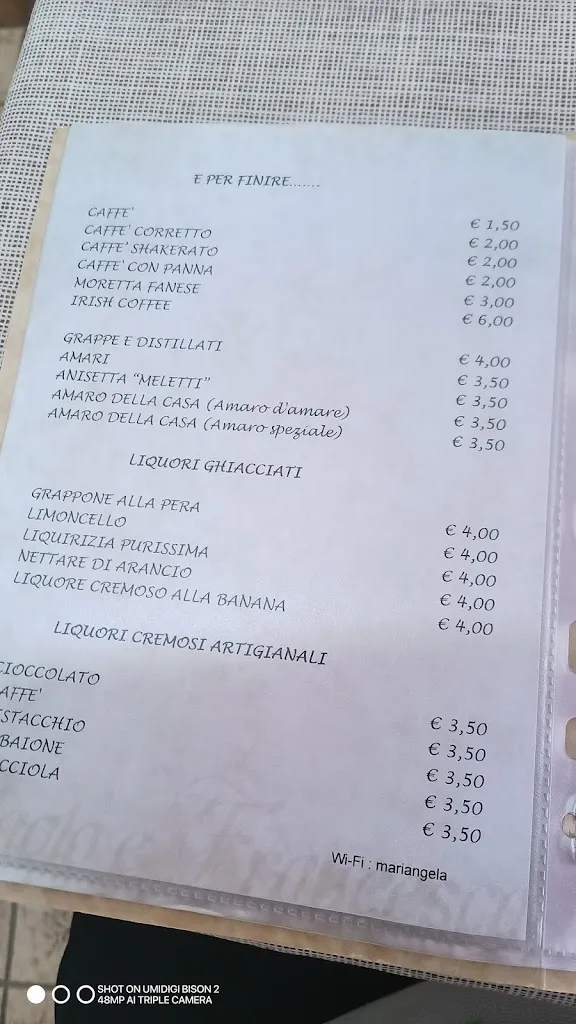 E PER FINIRE.......
CAFFE' € 1,50
CAFFE' CORRETTO € 2,00
CAFFE' SHAKERATO € 2,00
CAFFE' CON PANNA € 2,00
MORETTA FANESE € 3,00
IRISH COFFEE € 6,00
GRAPPE E DISTILLATI € 4,00
AMARI € 3,50
ANISETTA “MELETTI” € 3,50
AMARO DELLA CASA (Amaro d'amare) € 3,50
AMARO DELLA CASA (Amaro speziale) € 3,50
LIQUORI GHIACCIATI
GRAPPONE ALLA PERA € 4,00
LIMONCELLO € 4,00
LIQUIRIZIA PURISSIMA € 4,00
NETTARE DI ARANCIO € 4,00
LIQUORE CREMOSO ALLA BANANA € 4,00
LIQUORI CREMOSI ARTIGIANALI
CIOCCOLATO € 3,50
AFFE' € 3,50
STACCHIO € 3,50
BAIONE € 3,50
CCIOLA € 3,50
Wi-Fi : mariangela
SHOT ON UMIDIGI BISON 2
48MP AI TRIPLE CAMERA